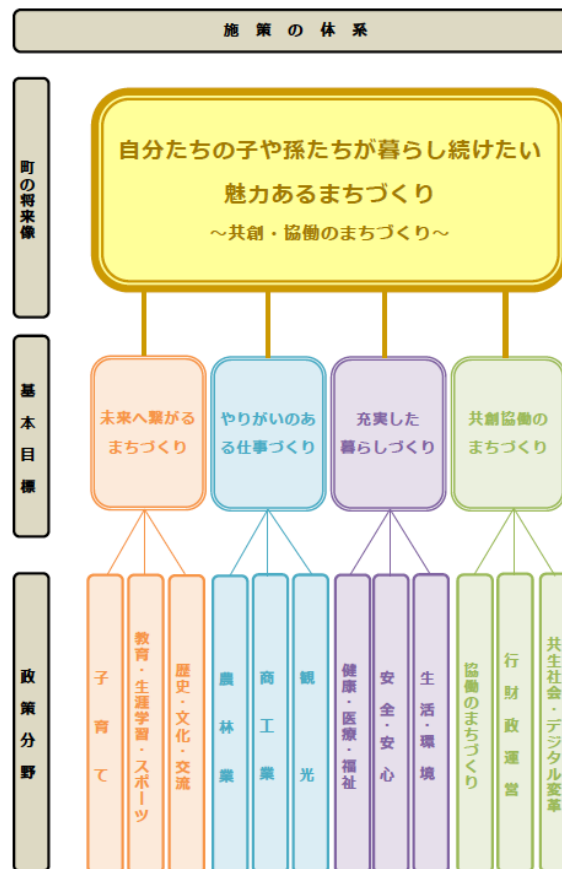 施策の体系
町の将来像
自分たちの子や孫たちが暮らし続けたい
魅力あるまちづくり
～共創・協働のまちづくり～
基本目標
未来へ繋がる
まちづくり
やりがいのあ
る仕事づくり
充実した
暮らしづくり
共創協働の
まちづくり
政策分野
子育て
教育・生涯学習・スポーツ
歴史・文化・交流
農林業
商工業
観光
健康・医療・福祉
安全・安心
生活・環境
協働のまちづくり
行財政運営
共生社会・デジタル変革